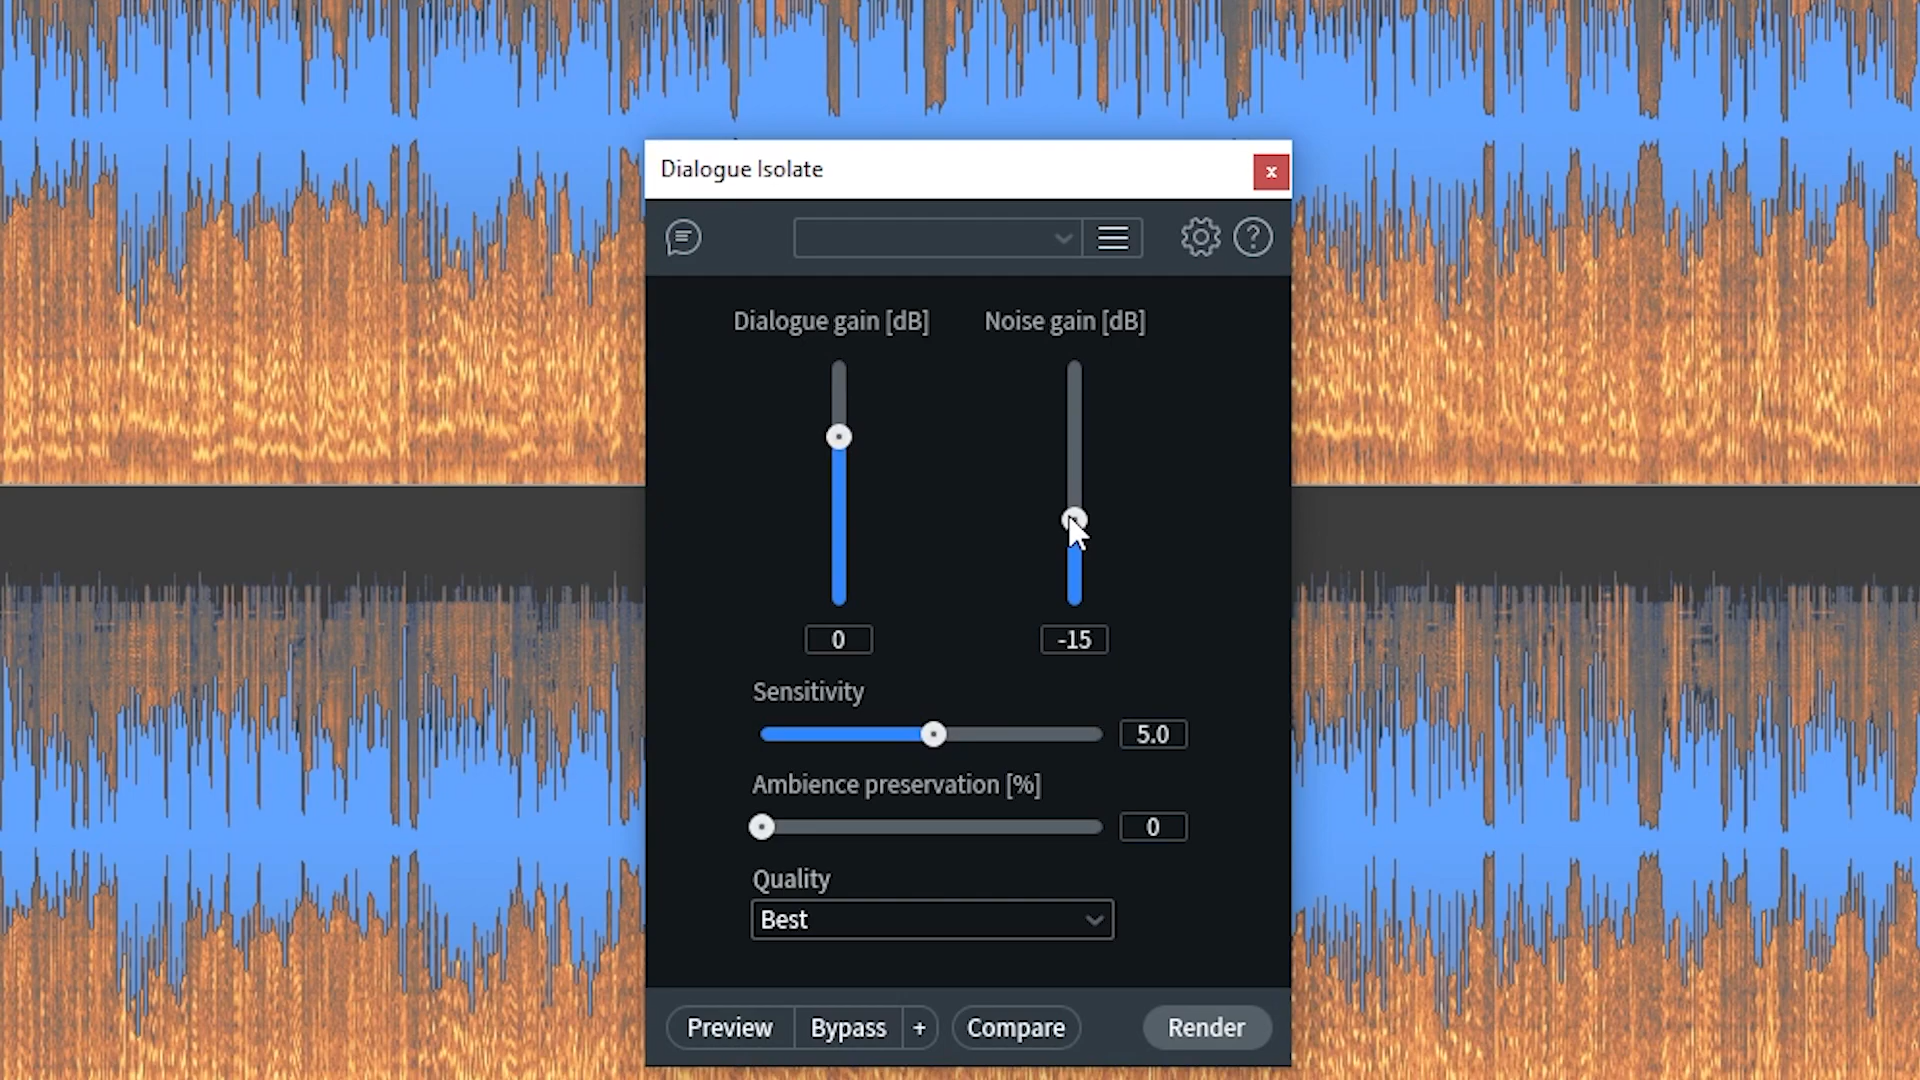 Dialogue Isolate
x
?
Dialogue gain [dB] Noise gain [dB]
0 -15
Sensitivity
5.0
Ambience preservation [%]
0
Quality
Best
Preview Bypass + Compare Render